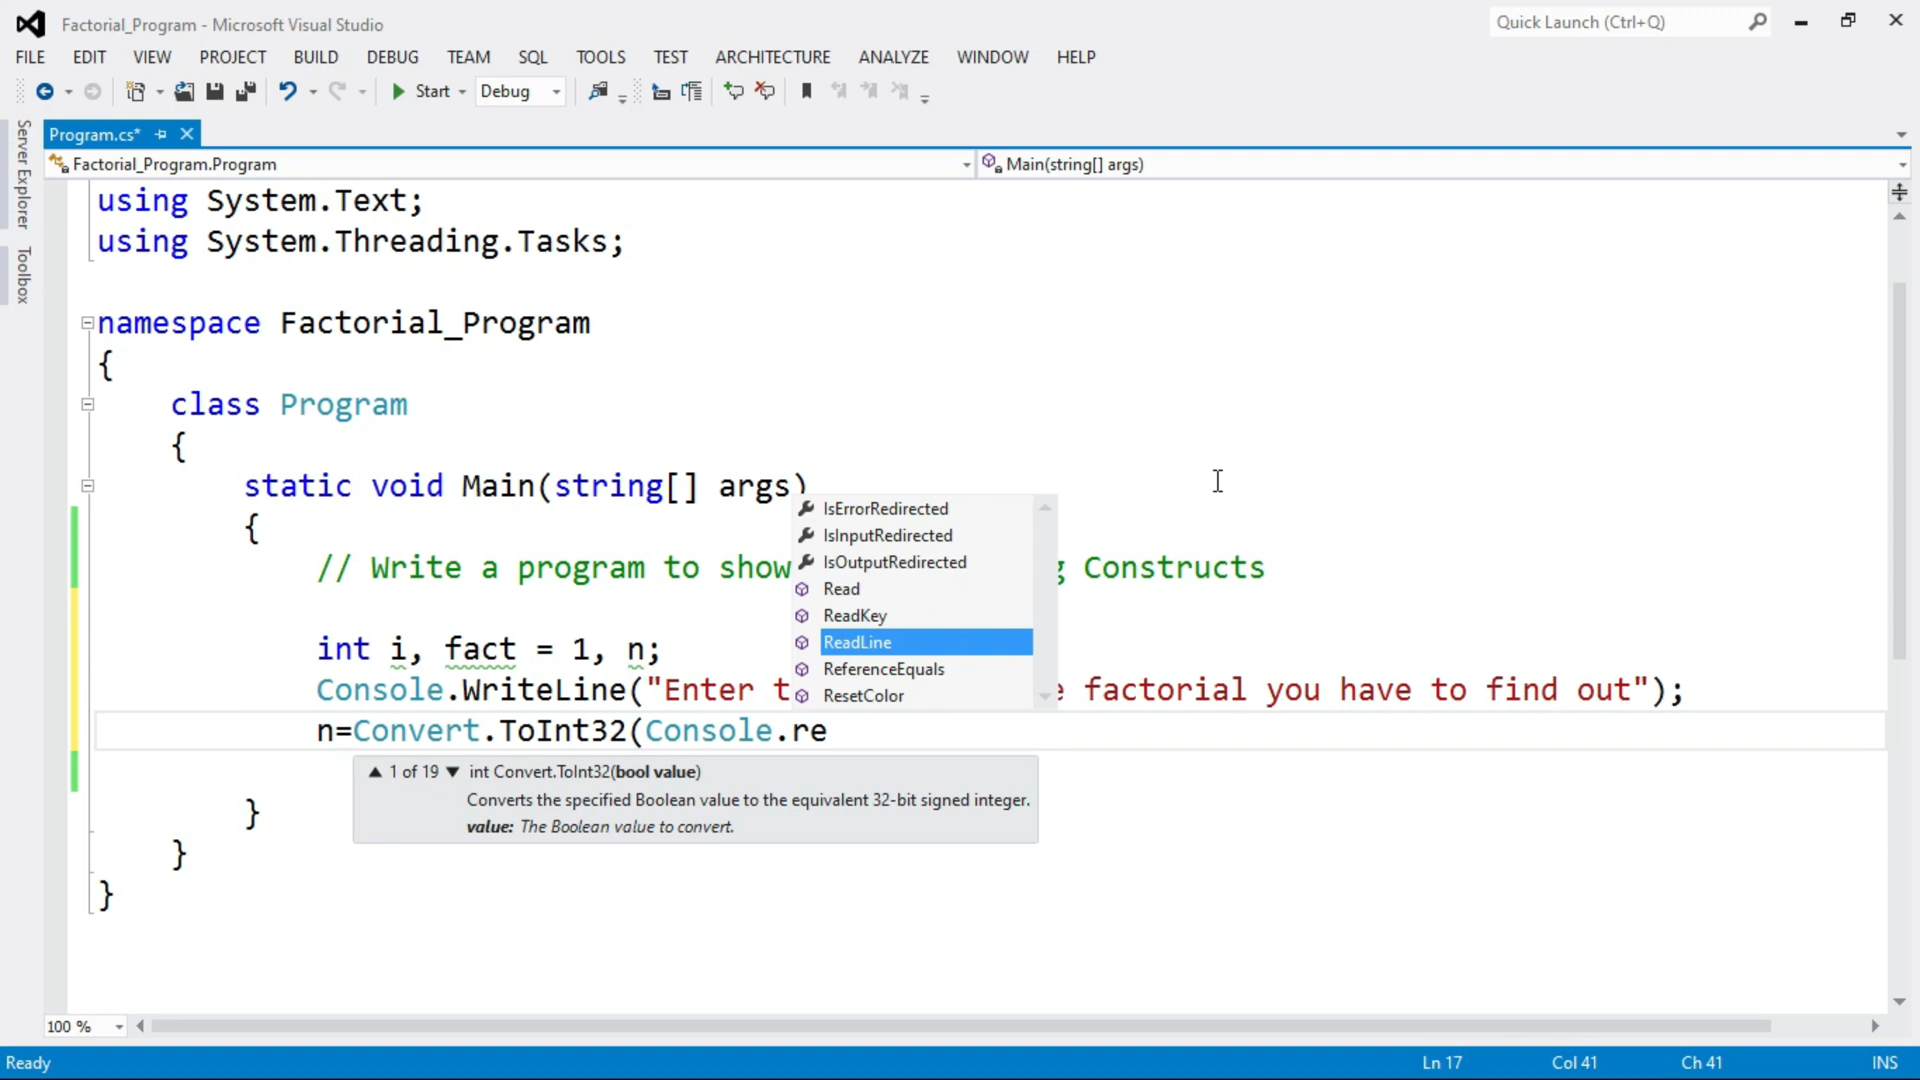 Factorial_Program - Microsoft Visual Studio
Quick Launch (Ctrl+Q)
FILE EDIT VIEW PROJECT BUILD DEBUG TEAM SQL TOOLS TEST ARCHITECTURE ANALYZE WINDOW HELP
Start Debug
Server Explorer
Toolbox
Program.cs*
Factorial_Program.Program
Main(string[] args)
using System.Text;
using System.Threading.Tasks;
namespace Factorial_Program
{
class Program
{
static void Main(string[] args)
{
// Write a program to show Constructs
int i, fact = 1, n;
Console.WriteLine("Enter t factorial you have to find out");
n=Convert.ToInt32(Console.re
IsErrorRedirected
IsInputRedirected
IsOutputRedirected
Read
ReadKey
ReadLine
ReferenceEquals
ResetColor
▲ 1 of 19 ▼ int Convert.ToInt32(bool value)
Converts the specified Boolean value to the equivalent 32-bit signed integer.
value: The Boolean value to convert.
}
}
}
100 %
Ready
Ln 17 Col 41 Ch 41 INS